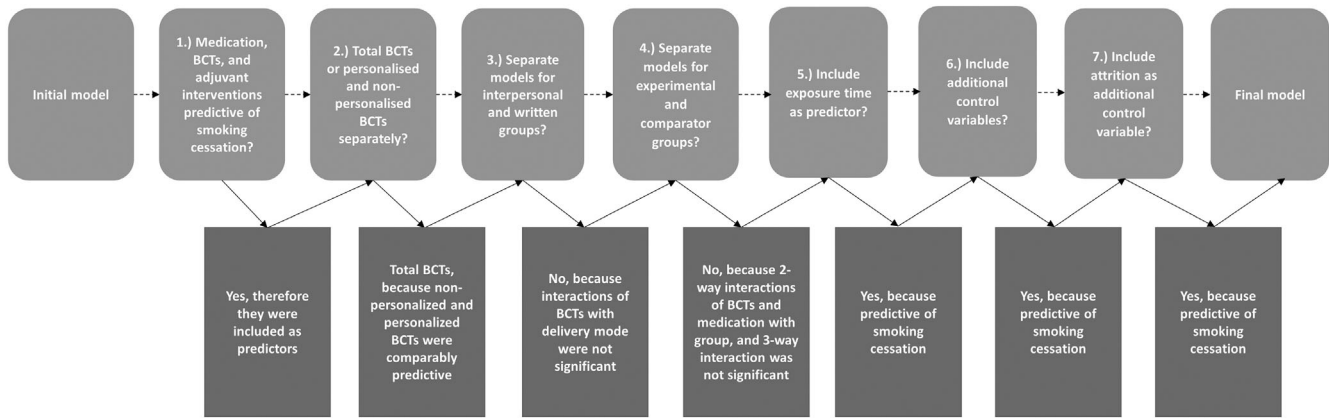 Initial model
1.) Medication,
BCTs, and
adjuvant
interventions
predictive of
smoking
cessation?
2.) Total BCTs
or personalised
and non-
personalised
BCTs
separately?
3.) Separate
models for
interpersonal
and written
groups?
4.) Separate
models for
experimental
and
comparator
groups?
5.) Include
exposure time
as predictor?
6.) Include
additional
control
variables?
7.) Include
attrition as
additional
control
variable?
Final model
Yes, therefore
they were
included as
predictors
Total BCTs,
because non-
personalized and
personalized
BCTs were
comparably
predictive
No, because
interactions of
BCTs with
delivery mode
were not
significant
No, because 2-
way interactions
of BCTs and
medication with
group, and 3-way
interaction was
not significant
Yes, because
predictive of
smoking
cessation
Yes, because
predictive of
smoking
cessation
Yes, because
predictive of
smoking
cessation